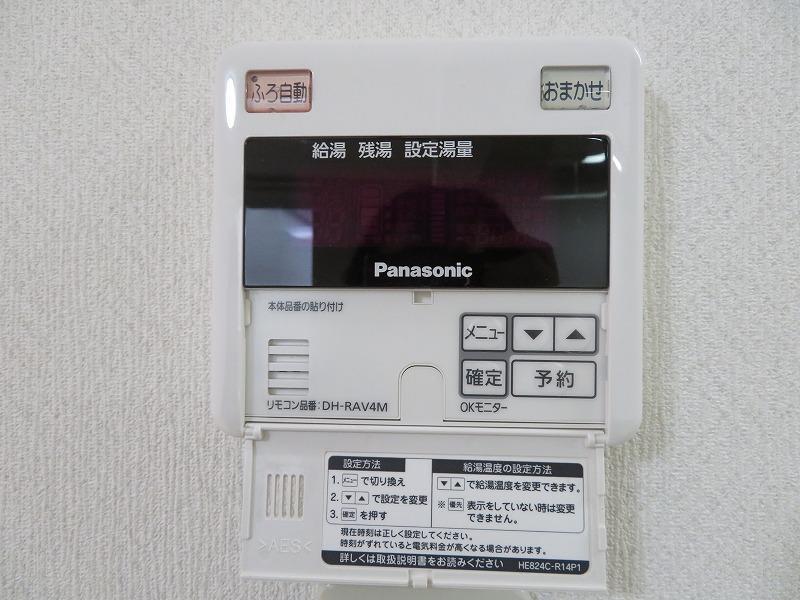 ふろ自動
おまかせ
給湯 残湯 設定湯量
Panasonic
本体品番の貼り付け
メニュー ▼ ▲
確定 予約
リモコン品番:DH-RAV4M
OKモニター
設定方法
1. メニュー で切り換え
2. ▼ ▲ で設定を変更
3. 確定 を押す
給湯温度の設定方法
▼ ▲ で給湯温度を変更できます。
※ 優先 表示をしていない時は変更
できません。
現在時刻は正しく設定してください。
時刻がずれていると電気料金が高くなる場合があります。
詳しくは取扱説明書をお読みください HE824C-R14P1
>ABS<